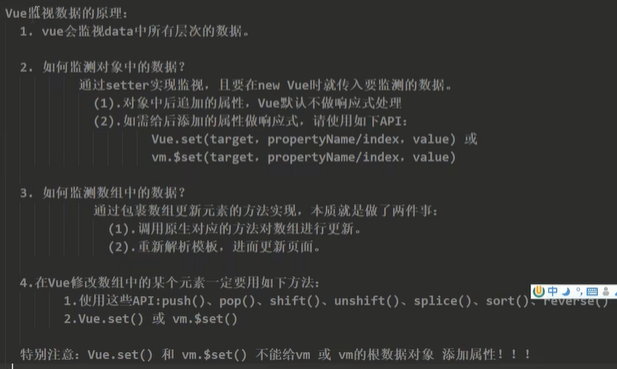 Vue监视数据的原理:
1. vue会监视data中所有层次的数据。
2. 如何监测对象中的数据?
通过setter实现监视,且要在new Vue时就传入要监测的数据。
(1).对象中后追加的属性,Vue默认不做响应式处理
(2).如需给后添加的属性做响应式,请使用如下API:
Vue.set(target, propertyName/index, value) 或
vm.$set(target, propertyName/index, value)
3. 如何监测数组中的数据?
通过包裹数组更新元素的方法实现,本质就是做了两件事:
(1).调用原生对应的方法对数组进行更新。
(2).重新解析模板,进而更新页面。
4.在Vue修改数组中的某个元素一定要用如下方法:
1.使用这些API:push()、pop()、shift()、unshift()、splice()、sort()、reverse()
中
2.Vue.set() 或 vm.$set()
特别注意: Vue.set() 和 vm.$set() 不能给vm 或 vm的根数据对象 添加属性!!!